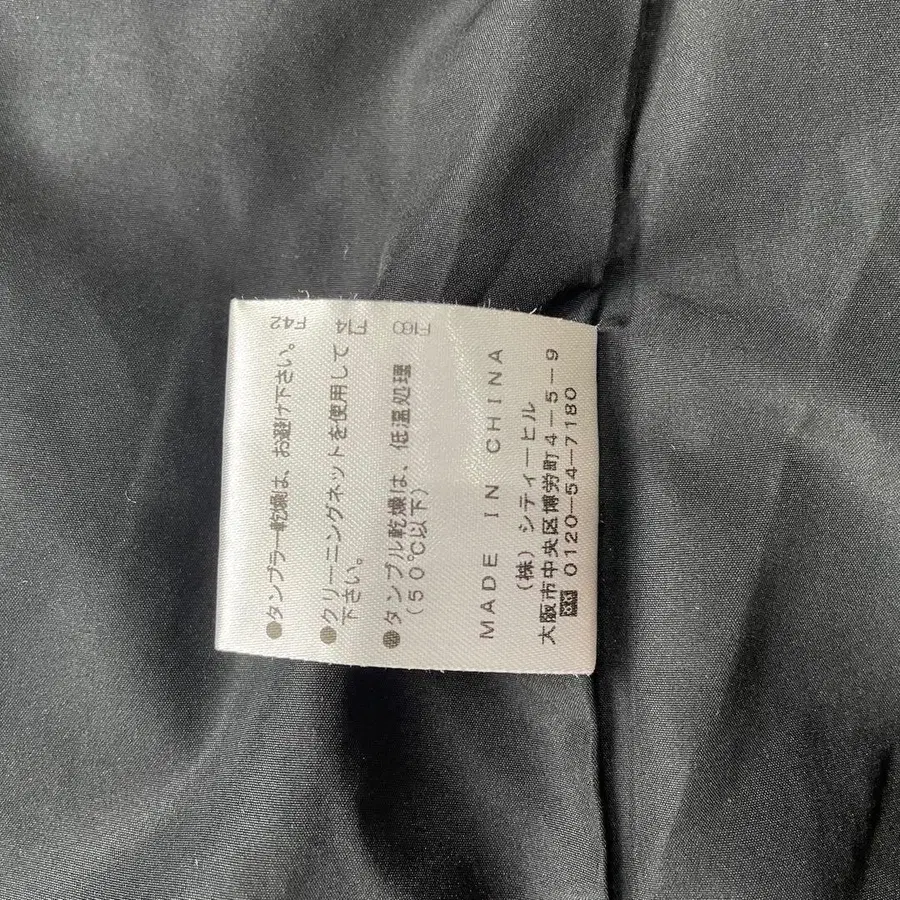 ●タンブラー乾燥は、お避け下さい。 F42
●クリーニングネットを使用して F14
下さい。
●タンブル乾燥は、低温処理 F160
(50℃以下)
MADE IN CHINA
(株) シティーヒル
大阪市中央区博労町4-5-9
0120-54-7180